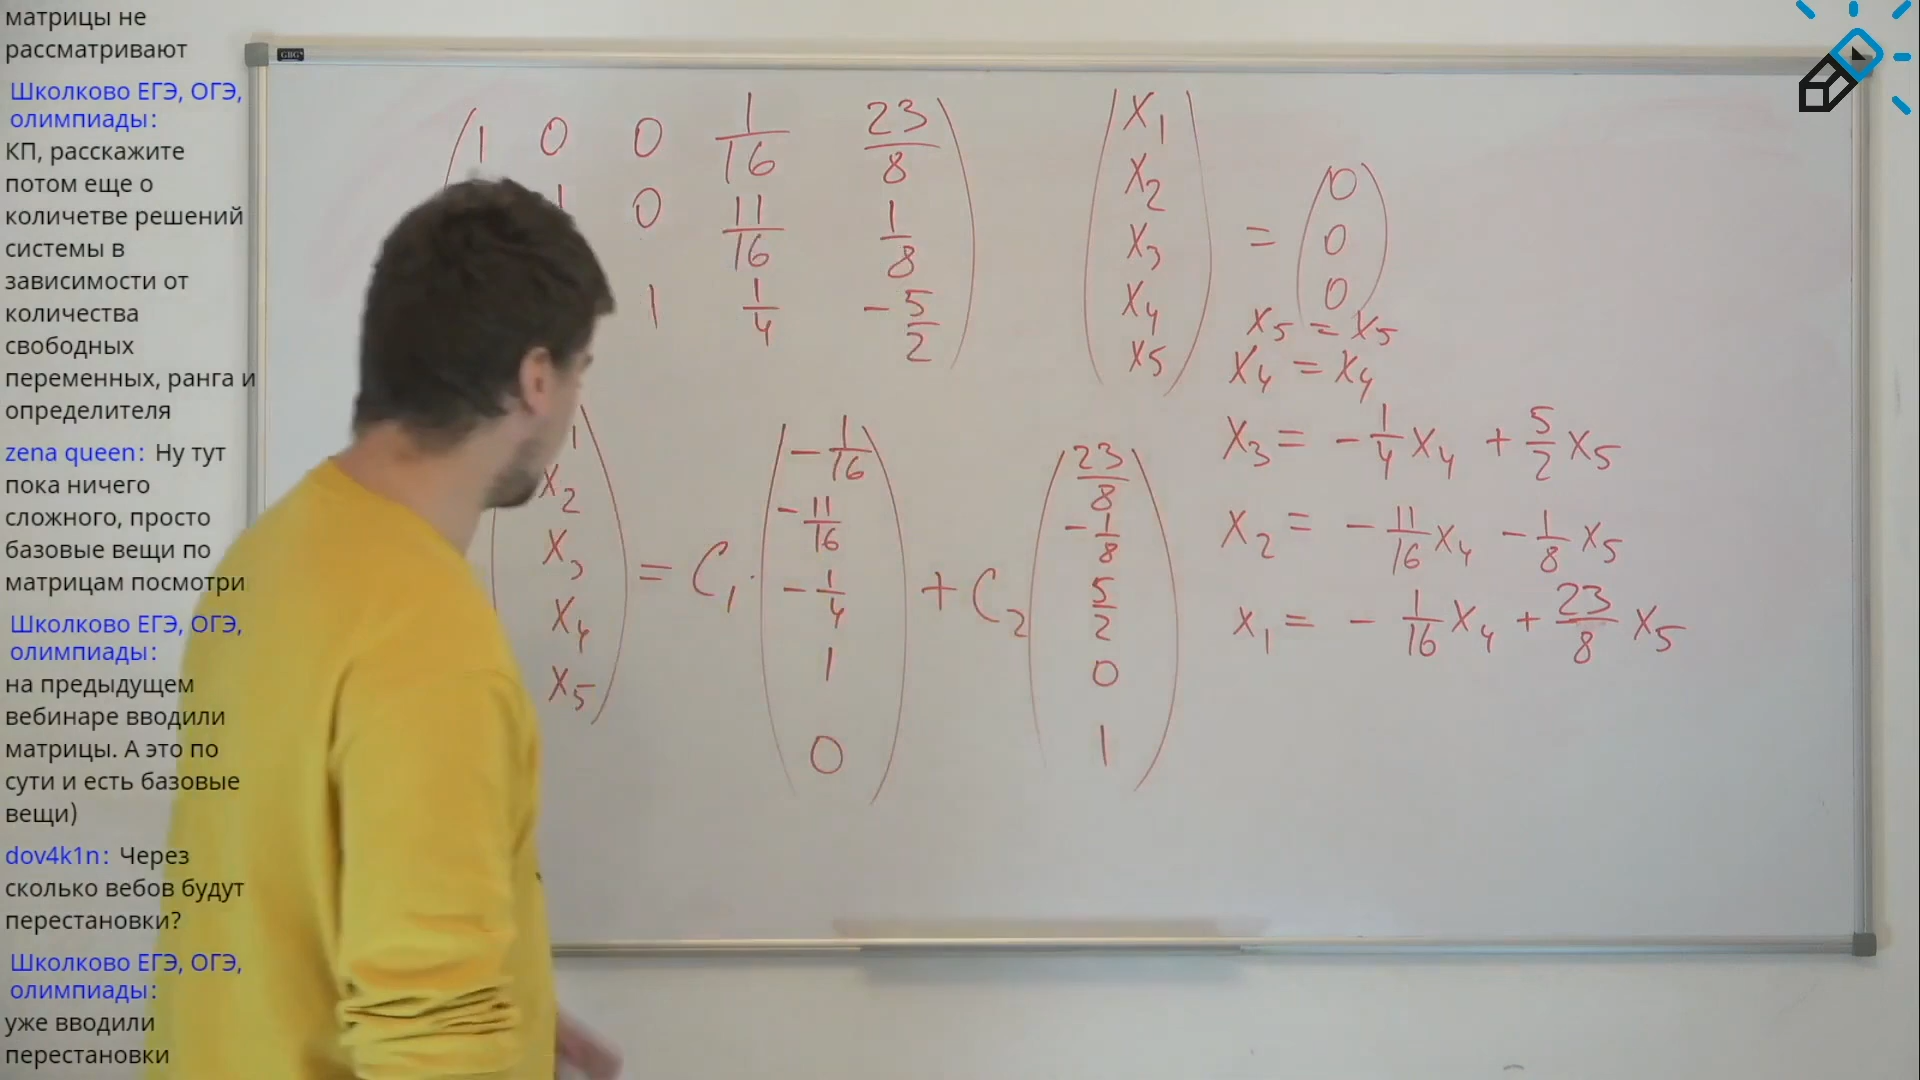 матрицы не
рассматривают
Школково ЕГЭ, ОГЭ,
олимпиады:
КП, расскажите
потом еще о
количетве решений
системы в
зависимости от
количества
свободных
переменных, ранга и
определителя
zena queen: Ну тут
пока ничего
сложного, просто
базовые вещи по
матрицам посмотри
Школково ЕГЭ, ОГЭ,
олимпиады:
на предыдущем
вебинаре вводили
матрицы. А это по
сути и есть базовые
вещи)
dov4k1n: Через
сколько вебов будут
перестановки?
Школково ЕГЭ, ОГЭ,
олимпиады:
уже вводили
перестановки
1 0 0 1/16 23/8
0 11/16 1/8
1 1/4 -5/2
x1
x2
x3
x4
x5
=
0
0
0
x5 = x5
x4 = x4
x3 = -1/4 x4 + 5/2 x5
x2 = -11/16 x4 - 1/8 x5
x1 = -1/16 x4 + 23/8 x5
x2
x3
x4
x5
= C1 ·
-1/16
-11/16
-1/4
1
0
+ C2
23/8
-1/8
5/2
0
1